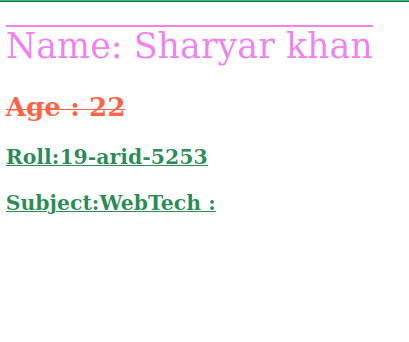 Name: Sharyar khan
Age : 22
Roll:19-arid-5253
Subject:WebTech :